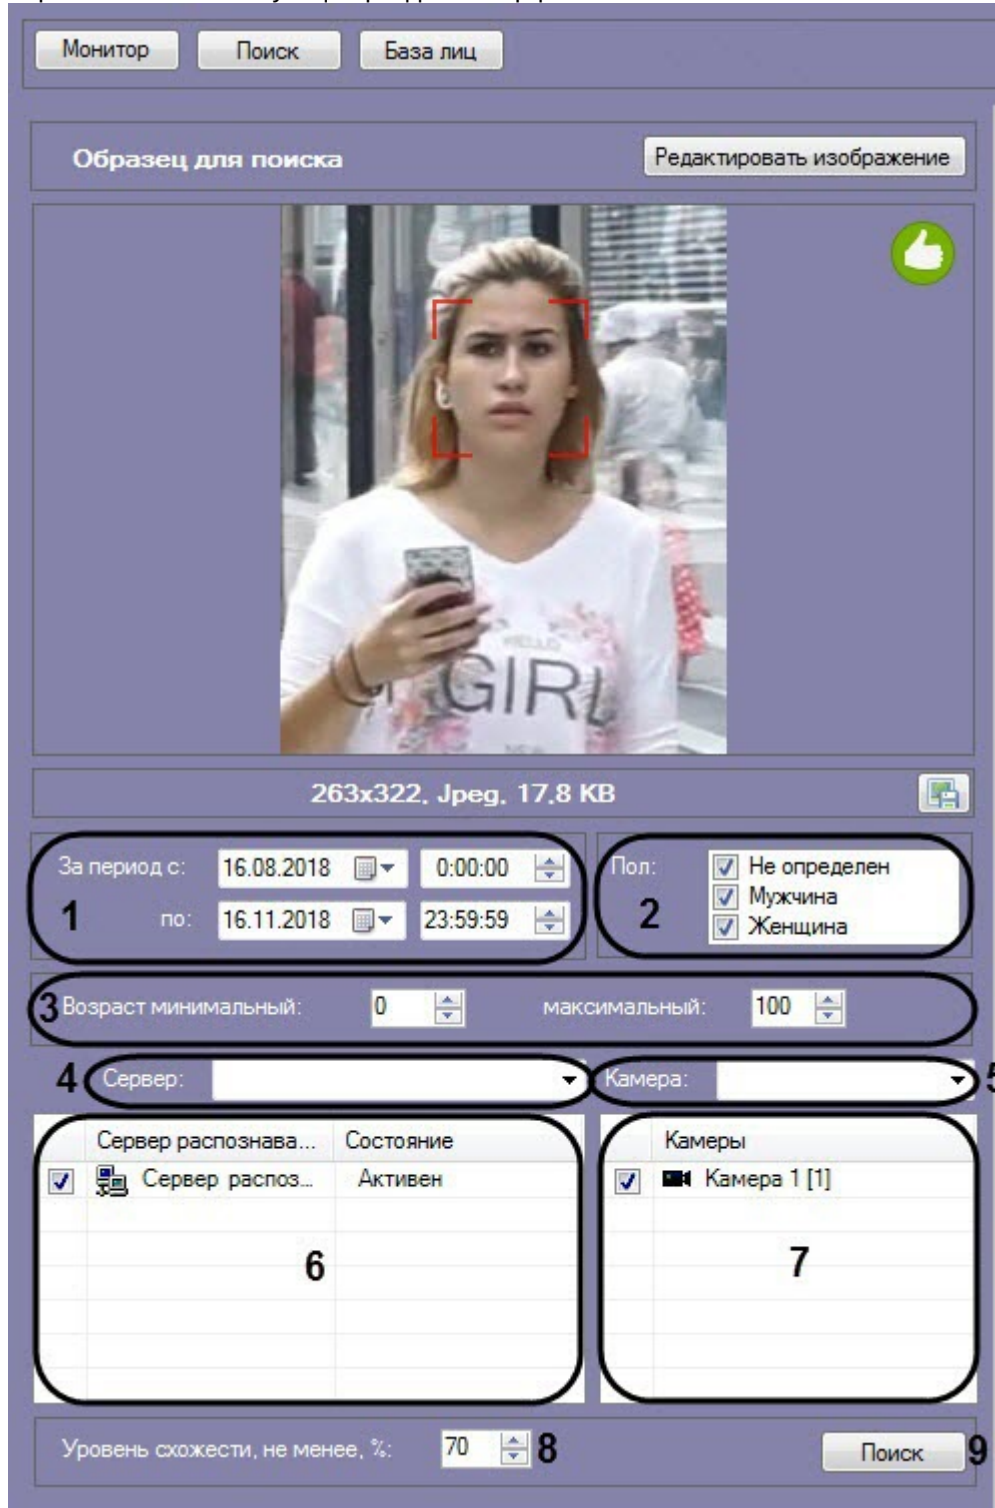 Монитор Поиск База лиц
Образец для поиска Редактировать изображение
HELLO
GIRL
263x322, Jpeg, 17.8 KB
За период с: 16.08.2018 0:00:00
1 по: 16.11.2018 23:59:59
Пол: Не определен
Мужчина
2 Женщина
3 Возраст минимальный: 0 максимальный: 100
4 Сервер: Камера: 5
Сервер распознава... Состояние
Сервер распоз... Активен
6
Камеры
Камера 1 [1]
7
Уровень схожести, не менее, %: 70 8 Поиск 9